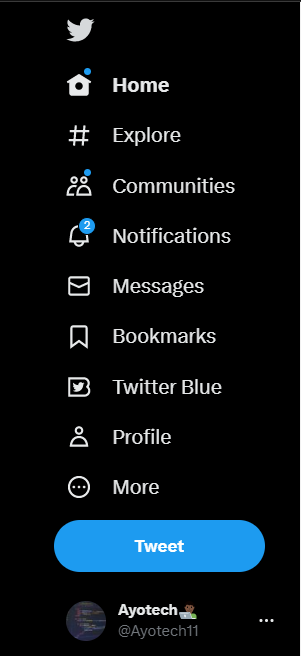 Home
Explore
Communities
2
Notifications
Messages
Bookmarks
Twitter Blue
Profile
More
Tweet
Ayotech👨🏾‍💻
@Ayotech11